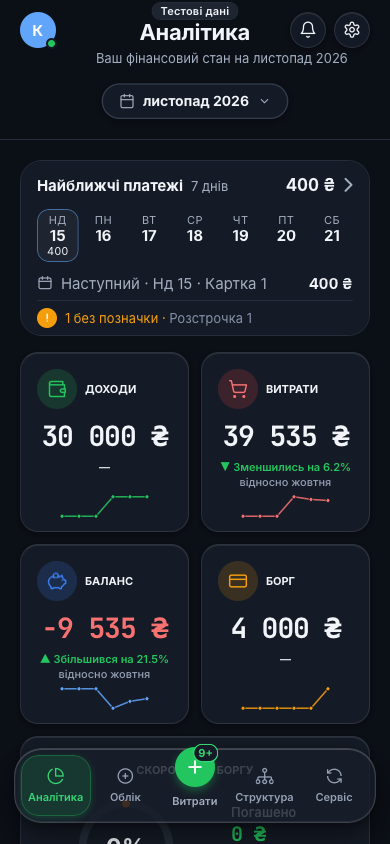 Тестові дані
К
Аналітика
Ваш фінансовий стан на листопад 2026
листопад 2026
Найближчі платежі 7 днів 400 ₴
НД ПН ВТ СР ЧТ ПТ СБ
15 16 17 18 19 20 21
400
Наступний · Нд 15 · Картка 1 400 ₴
! 1 без позначки · Розстрочка 1
ДОХОДИ
30 000 ₴
—
ВИТРАТИ
39 535 ₴
▼ Зменшились на 6.2%
відносно жовтня
БАЛАНС
-9 535 ₴
▲ Збільшився на 21.5%
відносно жовтня
БОРГ
4 000 ₴
—
9+
Аналітика Облік Витрати Структура Сервіс
БОРГУ
Погашено
0 ₴
0%